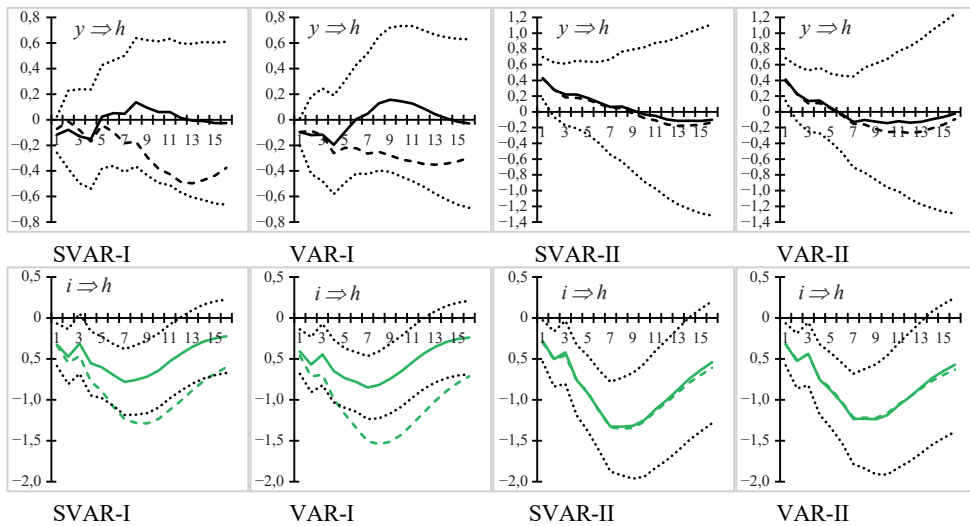 0,8 0,8 1,2 1,2
y ⇒ h y ⇒ h y ⇒ h y ⇒ h
1,0 1,0
0,6 0,6
0,8 0,8
0,4 0,4 0,6 0,6
0,2 0,2 0,4 0,4
0,2 0,2
0 0 0 0
1 3 5 7 9 11 13 15 1 3 5 7 9 11 13 15 1 3 5 7 9 11 13 15 1 3 5 7 9 11 13 15
−0,2 −0,2 −0,2 −0,2
−0,4 −0,4 −0,4 −0,4
−0,6 −0,6
−0,6 −0,6 −0,8 −0,8
−1,0 −1,0
−0,8 −0,8 −1,2 −1,2
−1,4 −1,4
SVAR-I VAR-I SVAR-II VAR-II
0,5 0,5 0,5 0,5
i ⇒ h i ⇒ h i ⇒ h i ⇒ h
0 0 0 0
1 3 5 7 9 11 13 15 1 3 5 7 9 11 13 15 1 3 5 7 9 11 13 15 1 3 5 7 9 11 13 15
−0,5 −0,5 −0,5 −0,5
−1,0 −1,0 −1,0 −1,0
−1,5 −1,5 −1,5 −1,5
−2,0 −2,0 −2,0 −2,0
SVAR-I VAR-I SVAR-II VAR-II